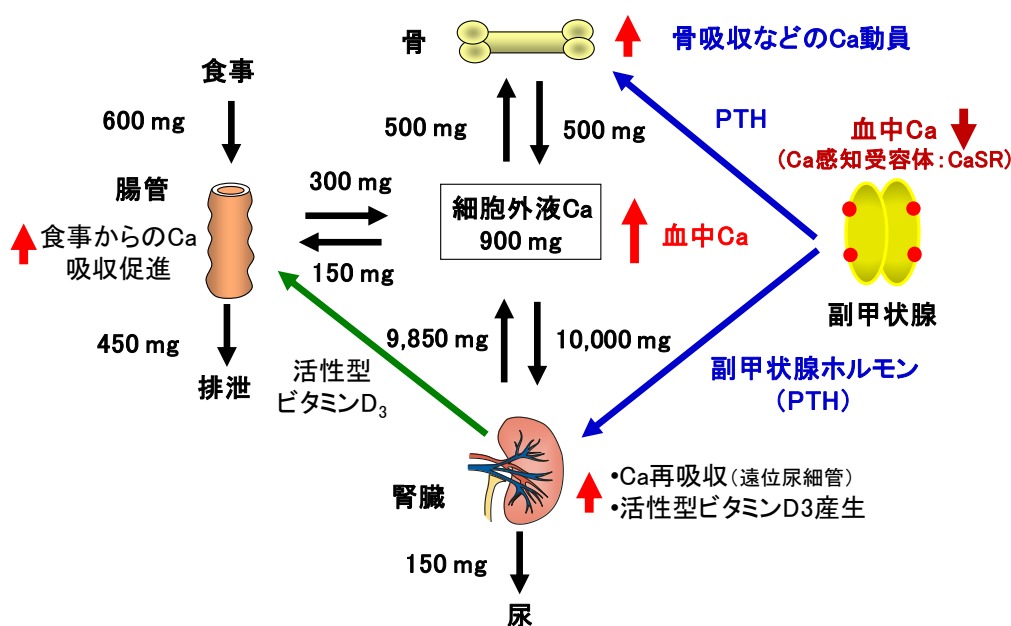 骨
骨吸収などのCa動員
食事
600 mg
500 mg
500 mg
PTH
血中Ca
(Ca感知受容体:CaSR)
腸管
300 mg
細胞外液Ca
900 mg
血中Ca
食事からのCa
吸収促進
150 mg
副甲状腺
450 mg
9,850 mg
10,000 mg
排泄
活性型
ビタミンD₃
副甲状腺ホルモン
(PTH)
腎臓
•Ca再吸収(遠位尿細管)
•活性型ビタミンD3産生
150 mg
尿